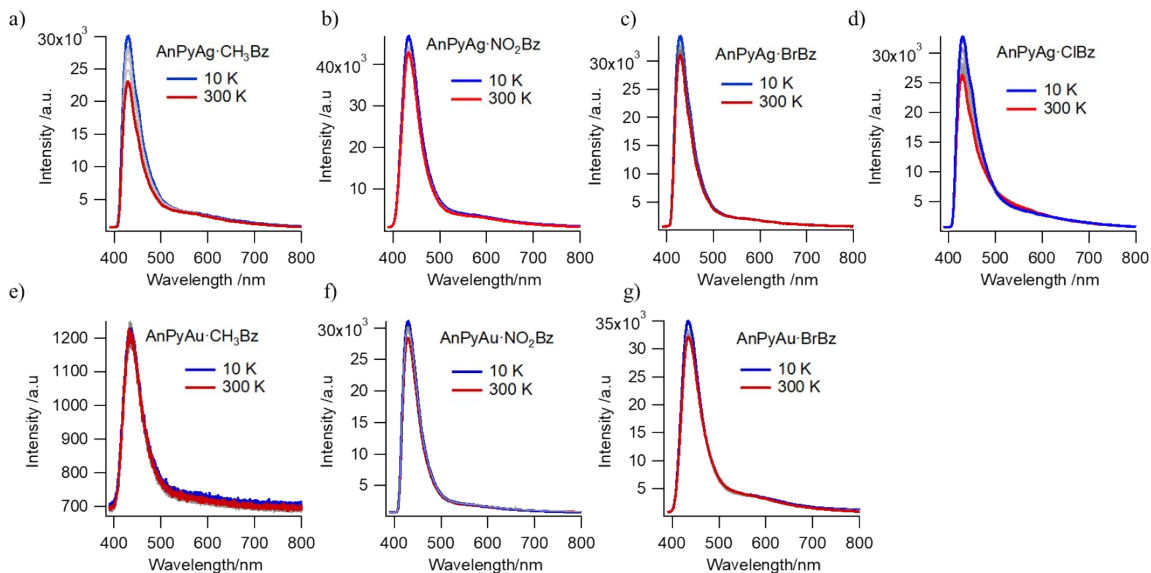 a)
30x10³
25
20
15
10
5
Intensity /a.u.
AnPyAg·CH₃Bz
10 K
300 K
400 500 600 700 800
Wavelength /nm
b)
40x10³
30
20
10
Intensity /a.u.
AnPyAg·NO₂Bz
10 K
300 K
400 500 600 700 800
Wavelength /nm
c)
30x10³
25
20
15
10
5
Intensity /a.u.
AnPyAg·BrBz
10 K
300 K
400 500 600 700 800
Wavelength /nm
d)
30x10³
25
20
15
10
5
Intensity /a.u.
AnPyAg·ClBz
10 K
300 K
400 500 600 700 800
Wavelength /nm
e)
1200
1100
1000
900
800
700
Intensity /a.u
AnPyAu·CH₃Bz
10 K
300 K
400 500 600 700 800
Wavelength/nm
f)
30x10³
25
20
15
10
5
Intensity /a.u
AnPyAu·NO₂Bz
10 K
300 K
400 500 600 700 800
Wavelength/nm
g)
35x10³
30
25
20
15
10
5
Intensity /a.u
AnPyAu·BrBz
10 K
300 K
400 500 600 700 800
Wavelength/nm